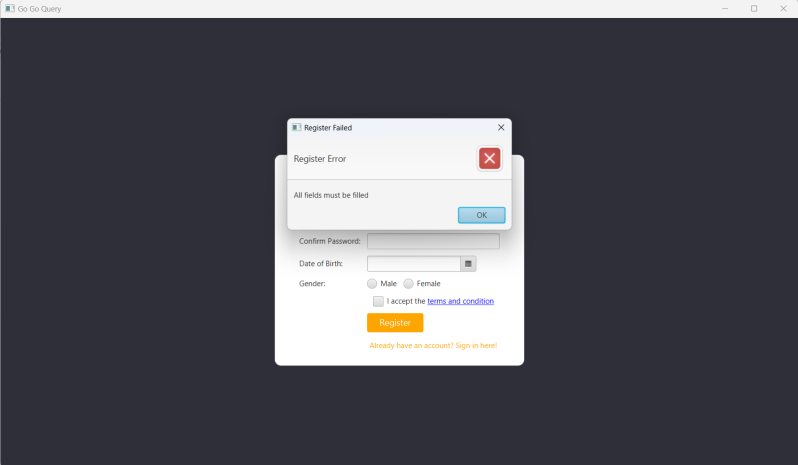 Go Go Query
Register Failed
Register Error
All fields must be filled
OK
Confirm Password:
Date of Birth:
Gender: Male Female
I accept the terms and condition
Register
Already have an account? Sign in here!